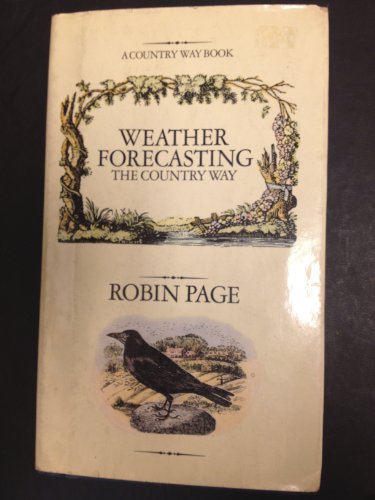 A COUNTRY WAY BOOK
WEATHER
FORECASTING
THE COUNTRY WAY
ROBIN PAGE